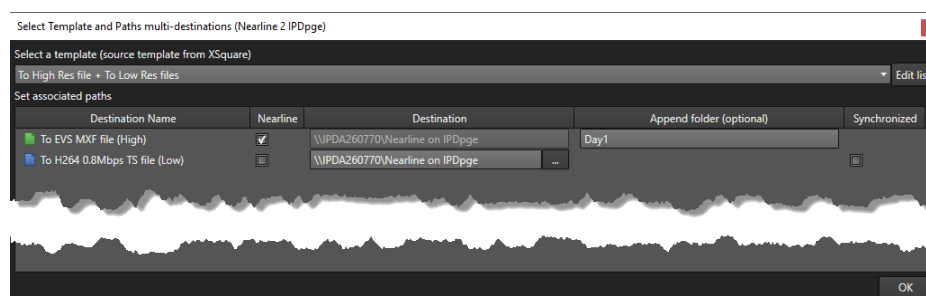 Select Template and Paths multi-destinations (Nearline 2 IPDpge)
Select a template (source template from XSquare)
To High Res file + To Low Res files
Edit lis
Set associated paths
Destination Name Nearline Destination Append folder (optional) Synchronized
To EVS MXF file (High) \\IPDA260770\Nearline on IPDpge Day1
To H264 0.8Mbps TS file (Low) \\IPDA260770\Nearline on IPDpge ...
OK